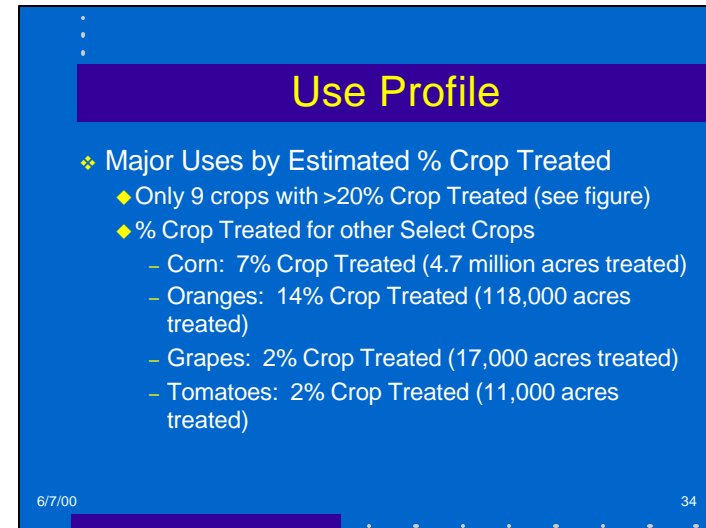 Use Profile
❖ Major Uses by Estimated % Crop Treated
◆ Only 9 crops with >20% Crop Treated (see figure)
◆ % Crop Treated for other Select Crops
– Corn: 7% Crop Treated (4.7 million acres treated)
– Oranges: 14% Crop Treated (118,000 acres
treated)
– Grapes: 2% Crop Treated (17,000 acres treated)
– Tomatoes: 2% Crop Treated (11,000 acres
treated)
6/7/00 34